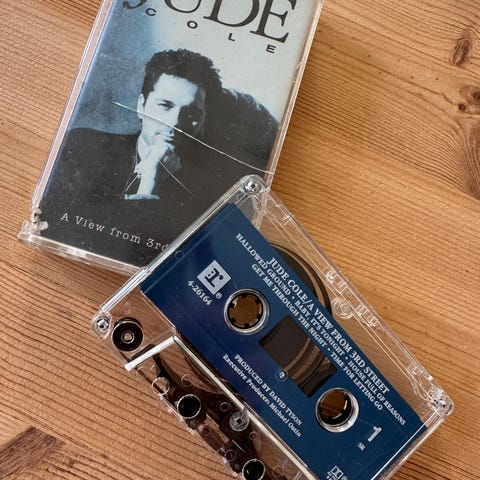 JUDE
COLE
A View from 3rd
JUDE COLE/A VIEW FROM 3RD STREET
HALLOWED GROUND • BABY, IT'S TONIGHT • HOUSE FULL OF REASONS
GET ME THROUGH THE NIGHT • TIME FOR LETTING GO
r
®
4-26164
PRODUCED BY DAVID TYSON
Executive Producer: Michael Ostin
1
SR